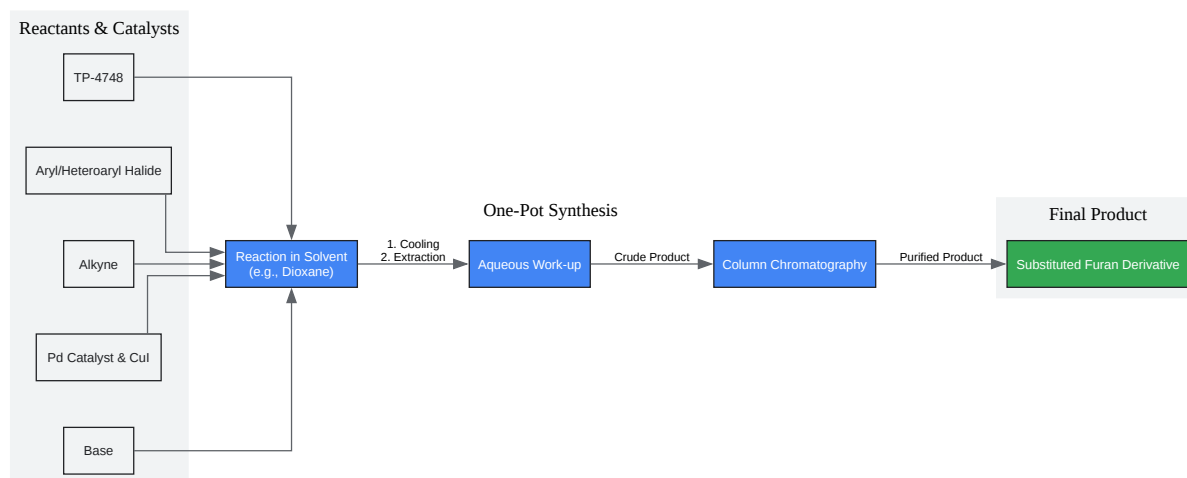 Reactants & Catalysts
TP-4748
Aryl/Heteroaryl Halide
Alkyne
Pd Catalyst & CuI
Base
One-Pot Synthesis
Reaction in Solvent
(e.g., Dioxane)
1. Cooling
2. Extraction
Aqueous Work-up
Crude Product
Column Chromatography
Purified Product
Final Product
Substituted Furan Derivative